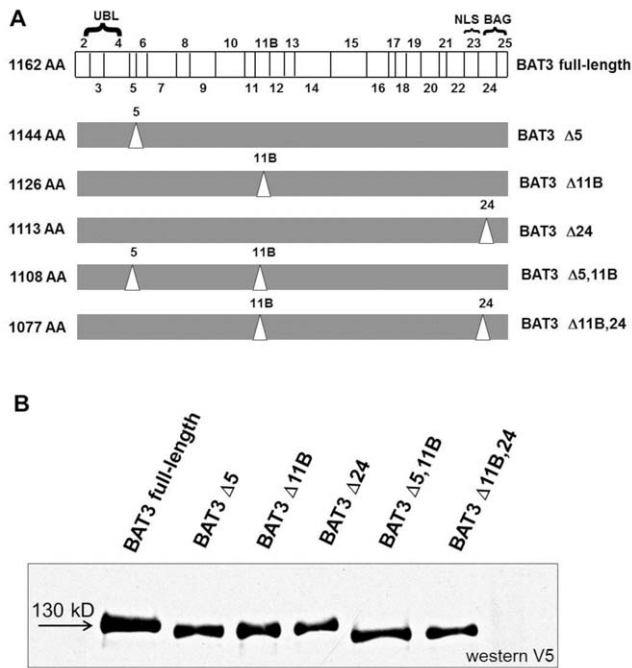 A
UBL
NLS BAG
2 4 6 8 10 11B 13 15 17 19 21 23 25
1162 AA BAT3 full-length
3 5 7 9 11 12 14 16 18 20 22 24
5
1144 AA BAT3 Δ5
11B
1126 AA BAT3 Δ11B
24
1113 AA BAT3 Δ24
5 11B
1108 AA BAT3 Δ5,11B
11B 24
1077 AA BAT3 Δ11B,24
B
BAT3 full-length
BAT3 Δ5
BAT3 Δ11B
BAT3 Δ24
BAT3 Δ5,11B
BAT3 Δ11B,24
130 kD
western V5